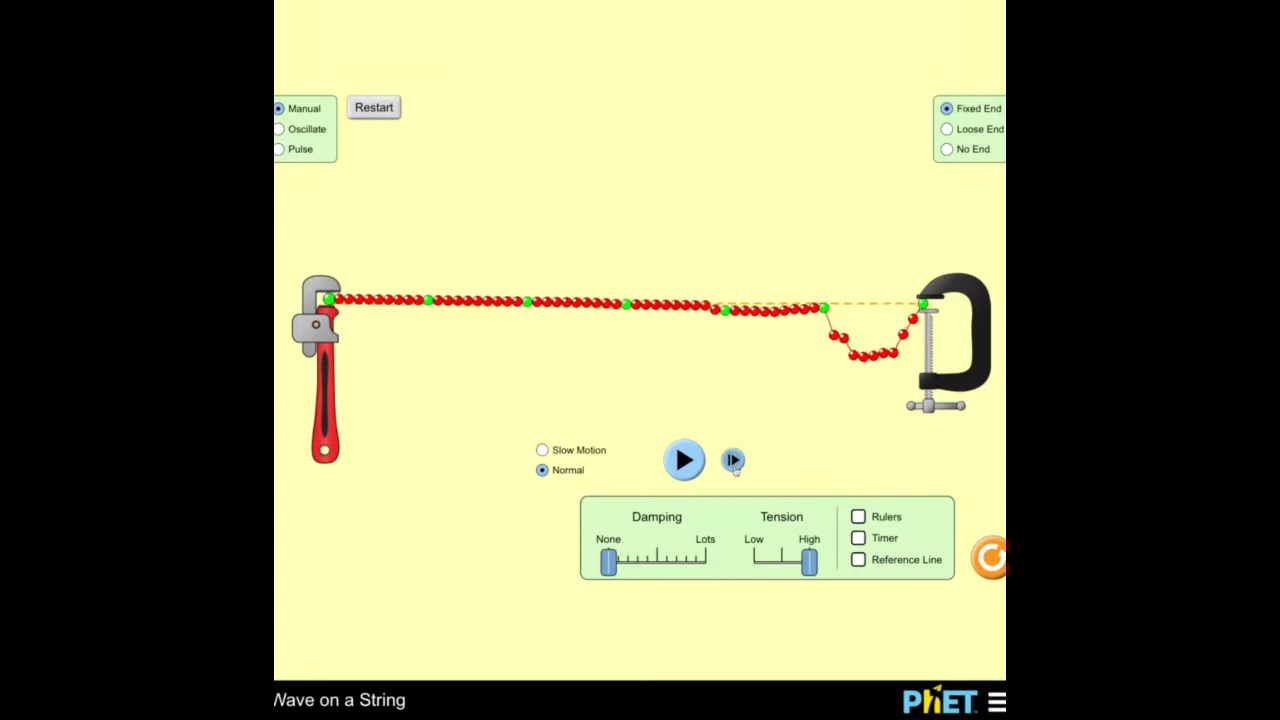 Manual
Oscillate
Pulse
Restart
Fixed End
Loose End
No End
Slow Motion
Normal
Damping
None
Lots
Tension
Low
High
Rulers
Timer
Reference Line
Wave on a String
PhET